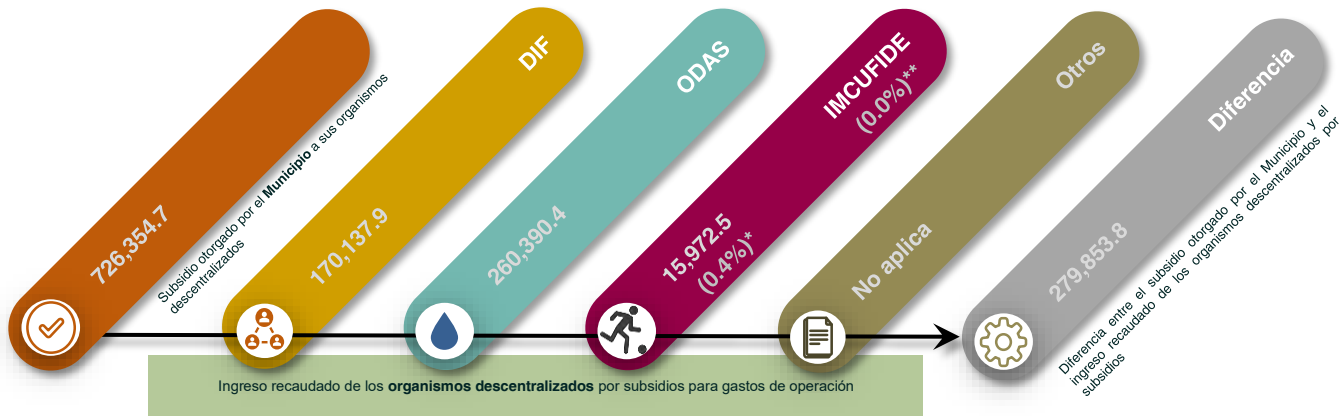 726,354.7
Subsidio otorgado por el Municipio a sus organismos
descentralizados
DIF
170,137.9
ODAS
260,390.4
IMCUFIDE
(0.0%)**
15,972.5
(0.4%)*
Otros
No aplica
Diferencia
279,853.8
Diferencia entre el subsidio otorgado por el Municipio y el
ingreso recaudado de los organismos descentralizados por
subsidios
Ingreso recaudado de los organismos descentralizados por subsidios para gastos de operación